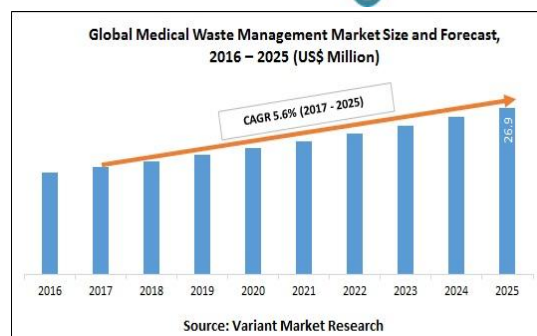 Global Medical Waste Management Market Size and Forecast,
2016 – 2025 (US$ Million)
CAGR 5.6% (2017 - 2025)
26.9
2016 2017 2018 2019 2020 2021 2022 2023 2024 2025
Source: Variant Market Research